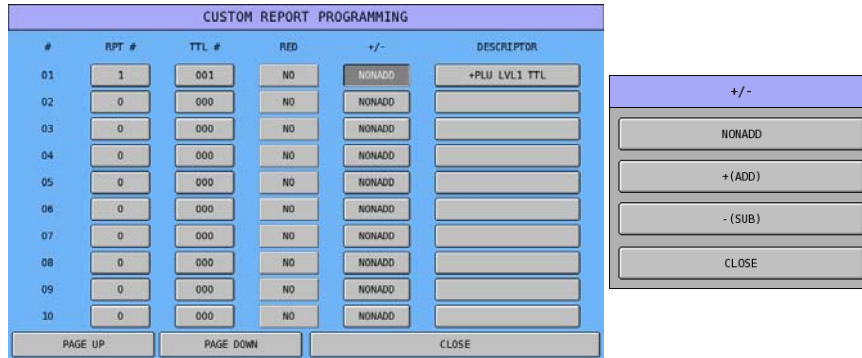 CUSTOM REPORT PROGRAMMING
# RPT # TTL # RED +/- DESCRIPTOR
01 1 001 NO NONADD +PLU LVL1 TTL
02 0 000 NO NONADD
03 0 000 NO NONADD
04 0 000 NO NONADD
05 0 000 NO NONADD
06 0 000 NO NONADD
07 0 000 NO NONADD
08 0 000 NO NONADD
09 0 000 NO NONADD
10 0 000 NO NONADD
PAGE UP PAGE DOWN CLOSE
+/-
NONADD
+(ADD)
-(SUB)
CLOSE